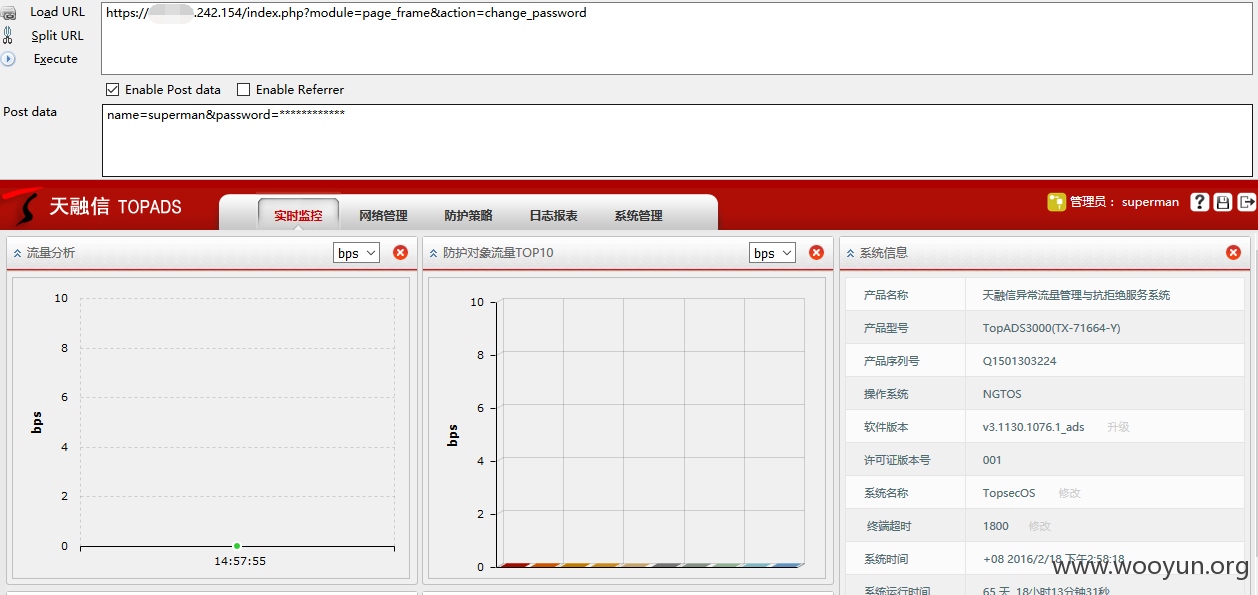 Load URL
https://
.242.154/index.php?module=page_frame&action=change_password
Split URL
Execute
Enable Post data
Enable Referrer
Post data
name=superman&password=************
天融信 TOPADS
实时监控
网络管理
防护策略
日志报表
系统管理
管理员： superman
流量分析
bps
防护对象流量TOP10
bps
系统信息
10
8
6
4
2
0
bps
14:57:55
10
8
6
4
2
0
bps
产品名称
天融信异常流量管理与抗拒绝服务系统
产品型号
TopADS3000(TX-71664-Y)
产品序列号
Q1501303224
操作系统
NGTOS
软件版本
v3.1130.1076.1_ads
升级
许可证版本号
001
系统名称
TopsecOS
修改
终端超时
1800
修改
系统时间
+08 2016/2/18 下午2:58:18
系统运行时间
65 天, 18小时13分钟31秒
www.wooyun.org